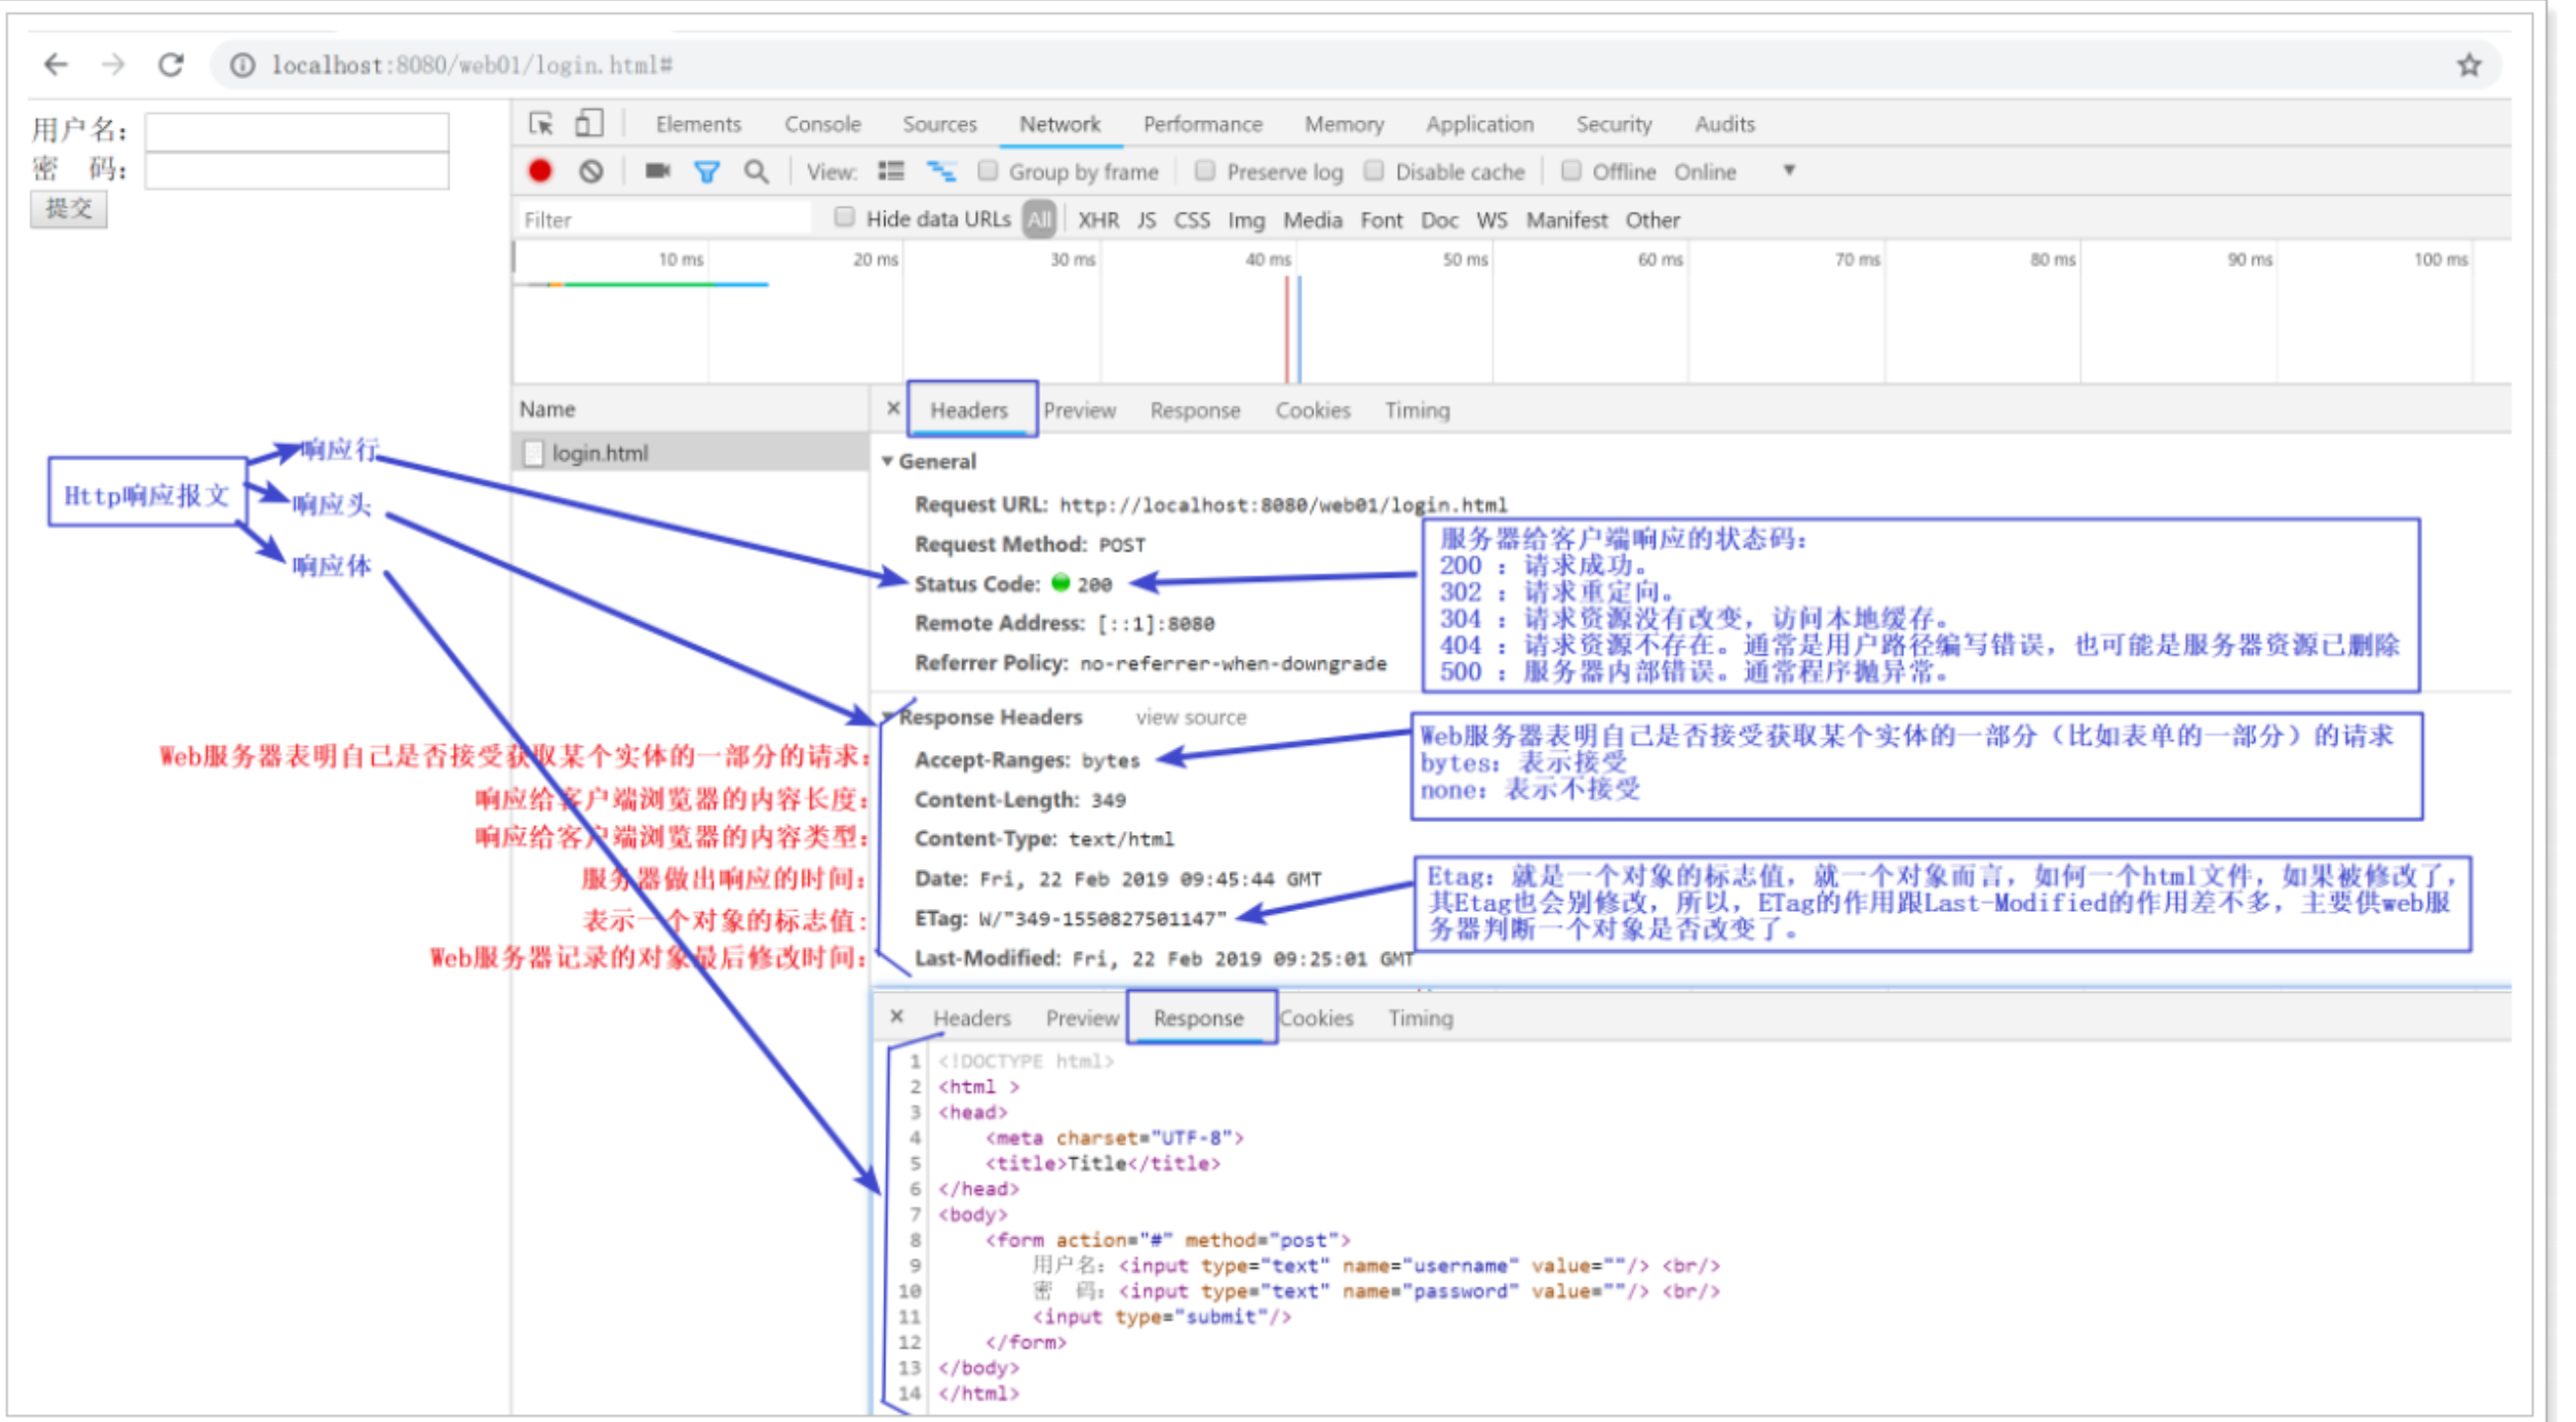 localhost:8080/web01/login.html#
用户名：
密　码：
提交
Elements Console Sources Network Performance Memory Application Security Audits
View: Group by frame Preserve log Disable cache Offline Online
Filter Hide data URLs All XHR JS CSS Img Media Font Doc WS Manifest Other
10 ms 20 ms 30 ms 40 ms 50 ms 60 ms 70 ms 80 ms 90 ms 100 ms
Name
login.html
× Headers Preview Response Cookies Timing
Http响应报文
响应行
响应头
响应体
General
Request URL: http://localhost:8080/web01/login.html
Request Method: POST
Status Code: 200
Remote Address: [::1]:8080
Referrer Policy: no-referrer-when-downgrade
服务器给客户端响应的状态码：
200 ：请求成功。
302 ：请求重定向。
304 ：请求资源没有改变，访问本地缓存。
404 ：请求资源不存在。通常是用户路径编写错误，也可能是服务器资源已删除
500 ：服务器内部错误。通常程序抛异常。
Response Headers view source
Web服务器表明自己是否接受获取某个实体的一部分的请求：
Accept-Ranges: bytes
响应给客户端浏览器的内容长度：
Content-Length: 349
响应给客户端浏览器的内容类型：
Content-Type: text/html
服务器做出响应的时间：
Date: Fri, 22 Feb 2019 09:45:44 GMT
表示一个对象的标志值：
ETag: W/"349-1550827501147"
Web服务器记录的对象最后修改时间：
Last-Modified: Fri, 22 Feb 2019 09:25:01 GMT
Web服务器表明自己是否接受获取某个实体的一部分（比如表单的一部分）的请求
bytes：表示接受
none：表示不接受
Etag：就是一个对象的标志值，就一个对象而言，如何一个html文件，如果被修改了，
其Etag也会别修改，所以，ETag的作用跟Last-Modified的作用差不多，主要供web服
务器判断一个对象是否改变了。
× Headers Preview Response Cookies Timing
1 <!DOCTYPE html>
2 <html >
3 <head>
4 <meta charset="UTF-8">
5 <title>Title</title>
6 </head>
7 <body>
8 <form action="#" method="post">
9 用户名：<input type="text" name="username" value=""/> <br/>
10 密　码：<input type="text" name="password" value=""/> <br/>
11 <input type="submit"/>
12 </form>
13 </body>
14 </html>